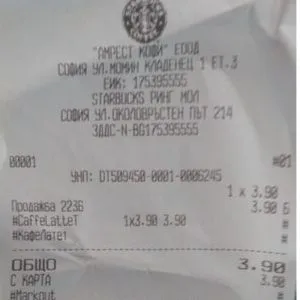 "АМРЕСТ КОФИ" ЕООД
СОФИЯ УЛ.МОМИН КЛАДЕНЕЦ 1 ЕТ.3
ЕИК: 175395555
STARBUCKS РИНГ МОЛ
СОФИЯ УЛ.ОКОЛОВРЪСТЕН ПЪТ 214
ЗДДС-N-BG175395555
00001 #01
УНП: DT509450-0001-0006245
1 x 3.90
Продажба 223Б 3.90 Б
#CaffeLatteT 1x3.90 3.90 #
#КафеЛате1 #
ОБЩО 3.90
С КАРТА 3.90
#Markout #